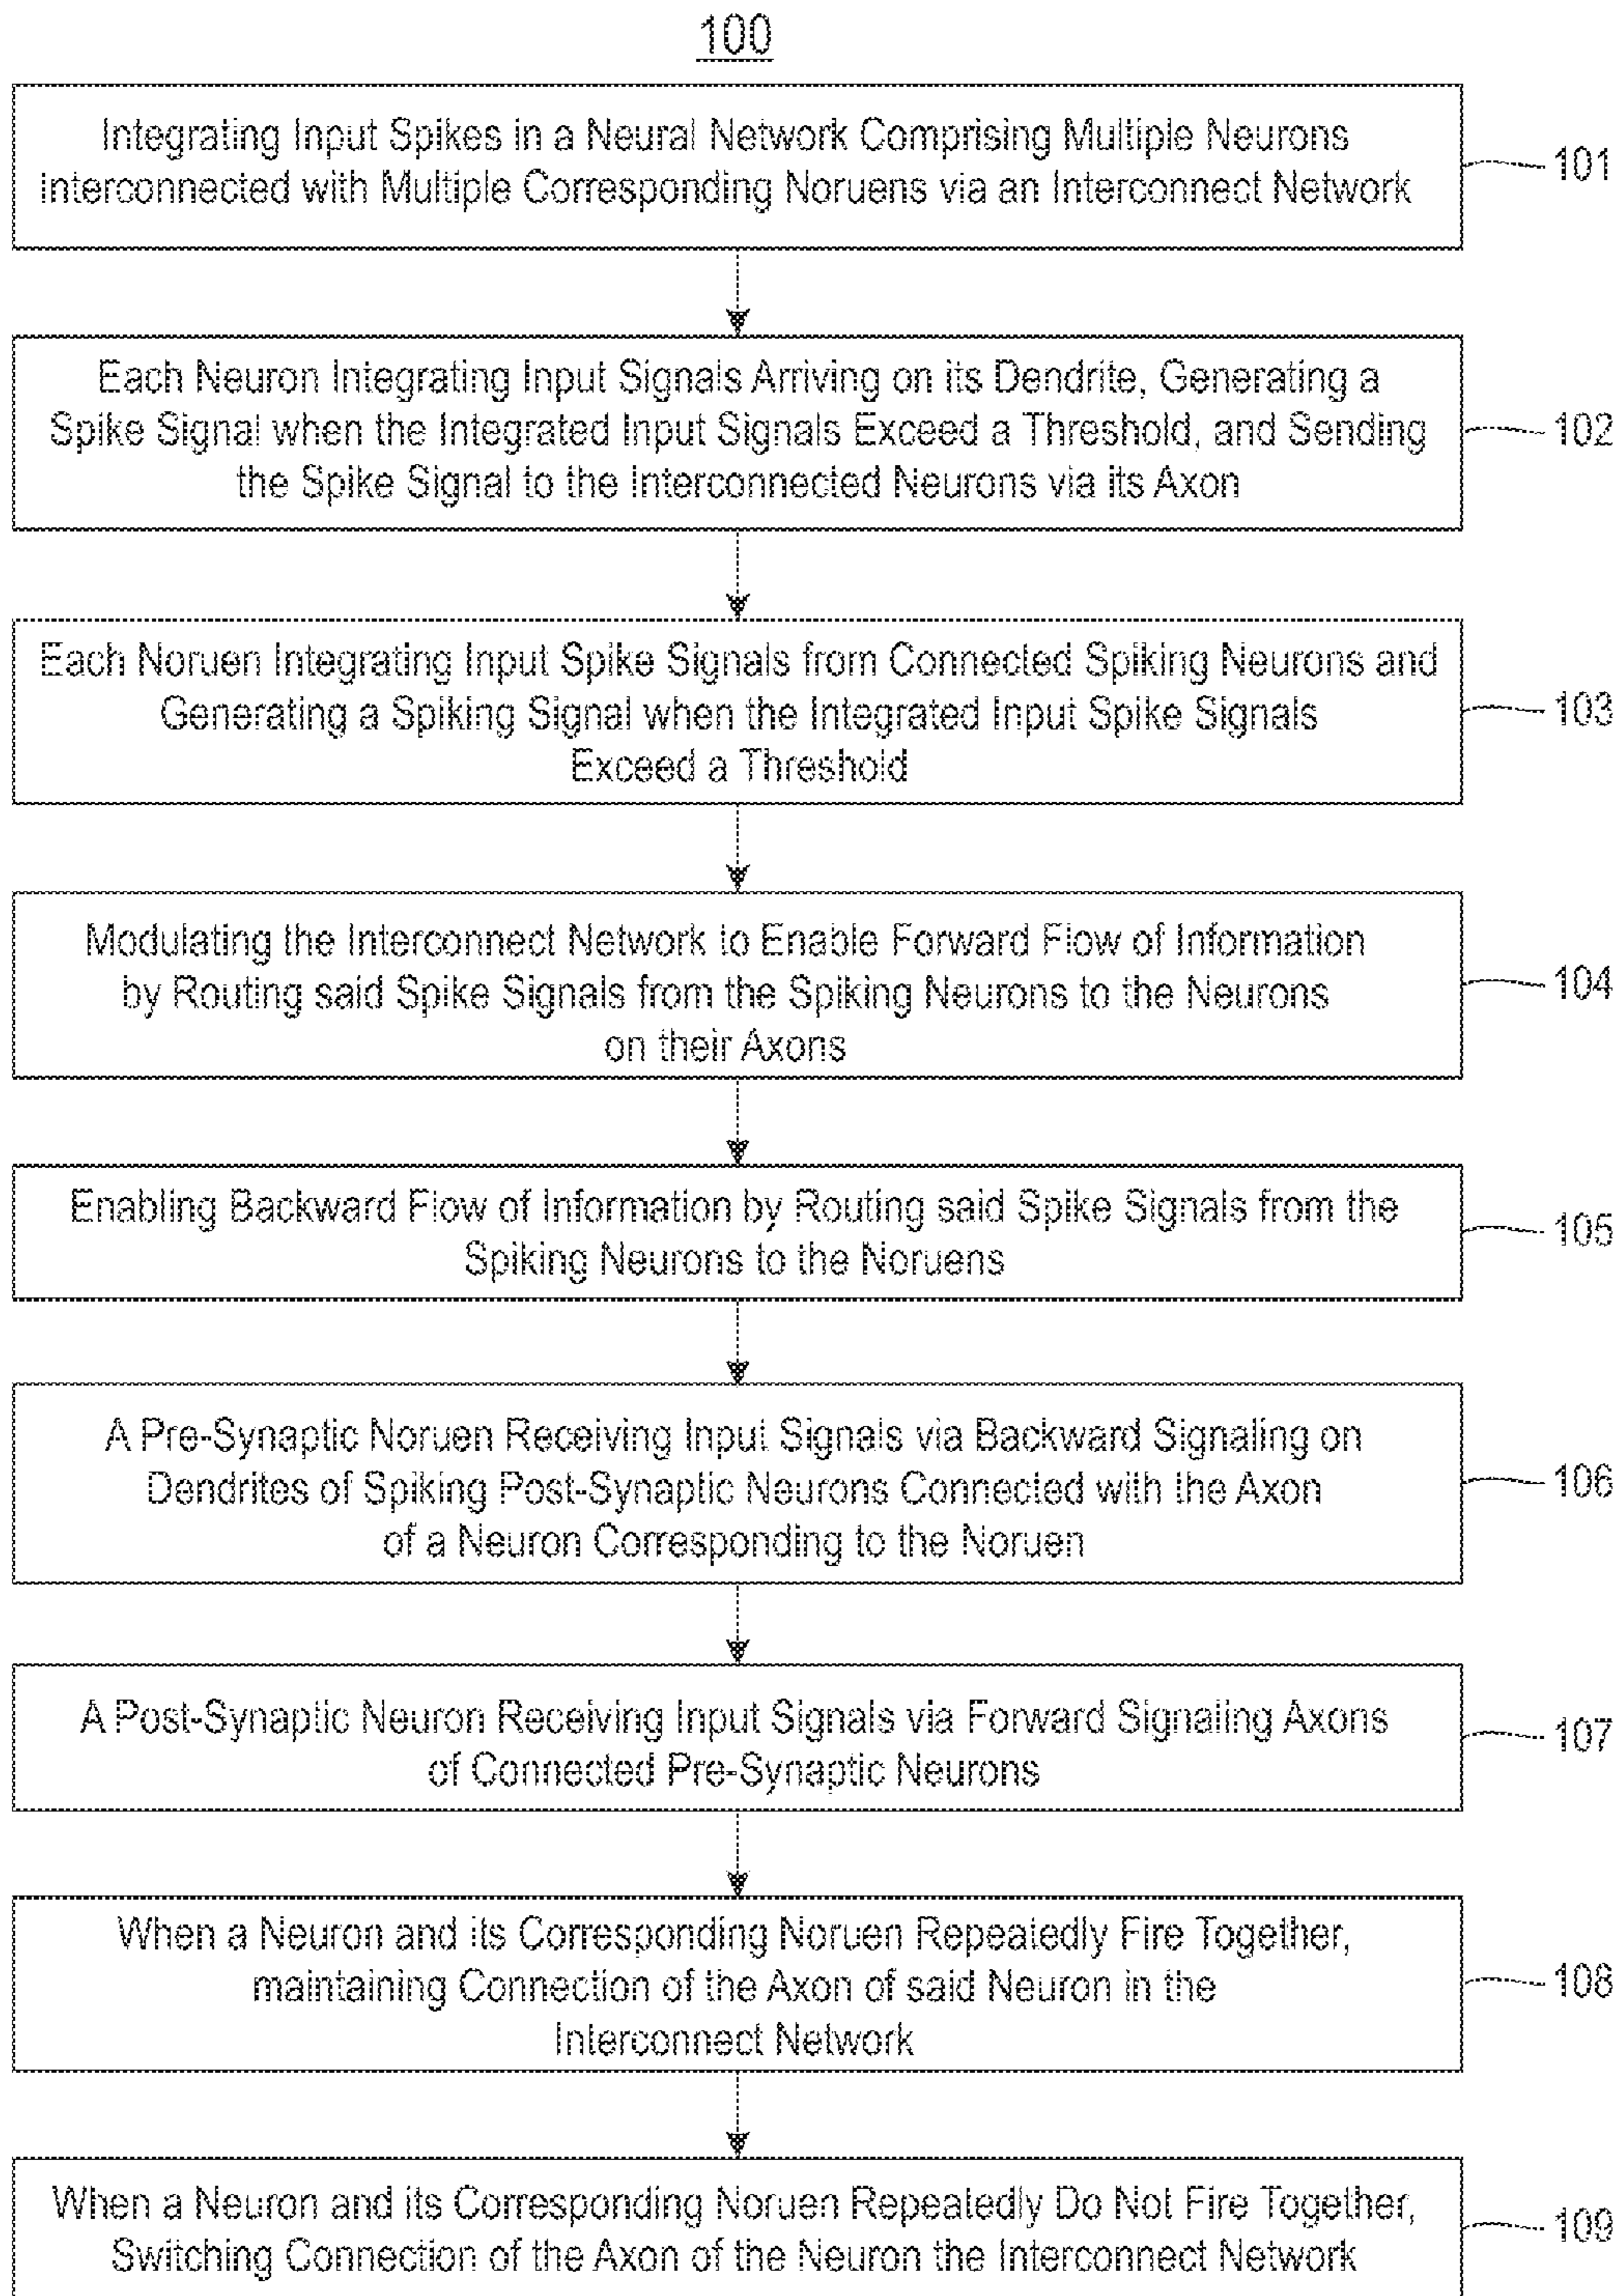 100
Integrating Input Spikes in a Neural Network Comprising Multiple Neurons
interconnected with Multiple Corresponding Noruens via an Interconnect Network
101
Each Neuron Integrating Input Signals Arriving on its Dendrite, Generating a
Spike Signal when the Integrated Input Signals Exceed a Threshold, and Sending
the Spike Signal to the Interconnected Neurons via its Axon
102
Each Noruen Integrating Input Spike Signals from Connected Spiking Neurons and
Generating a Spiking Signal when the Integrated Input Spike Signals
Exceed a Threshold
103
Modulating the Interconnect Network to Enable Forward Flow of Information
by Routing said Spike Signals from the Spiking Neurons to the Neurons
on their Axons
104
Enabling Backward Flow of Information by Routing said Spike Signals from the
Spiking Neurons to the Noruens
105
A Pre-Synaptic Noruen Receiving Input Signals via Backward Signaling on
Dendrites of Spiking Post-Synaptic Neurons Connected with the Axon
of a Neuron Corresponding to the Noruen
106
A Post-Synaptic Neuron Receiving Input Signals via Forward Signaling Axons
of Connected Pre-Synaptic Neurons
107
When a Neuron and its Corresponding Noruen Repeatedly Fire Together,
maintaining Connection of the Axon of said Neuron in the
Interconnect Network
108
When a Neuron and its Corresponding Noruen Repeatedly Do Not Fire Together,
Switching Connection of the Axon of the Neuron the Interconnect Network
109